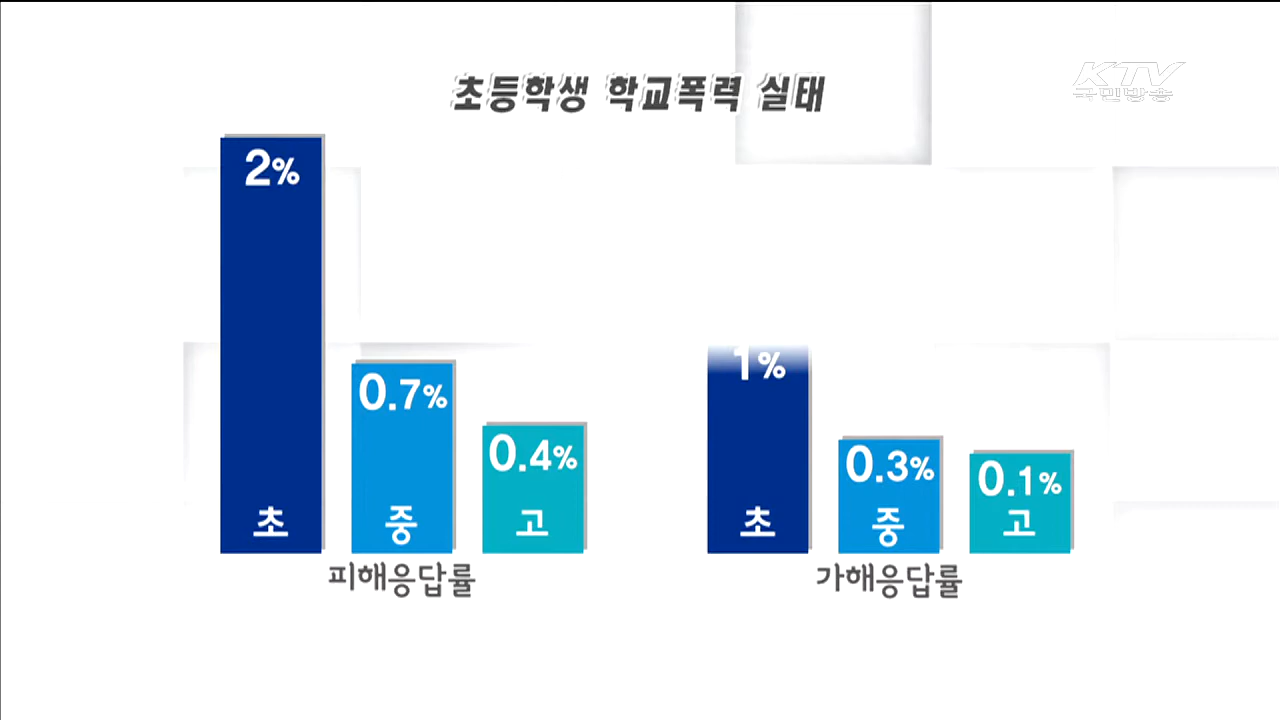 초등학생 학교폭력 실태
KTV
국민방송
2%
0.7%
0.4%
초
중
고
피해응답률
1%
0.3%
0.1%
초
중
고
가해응답률